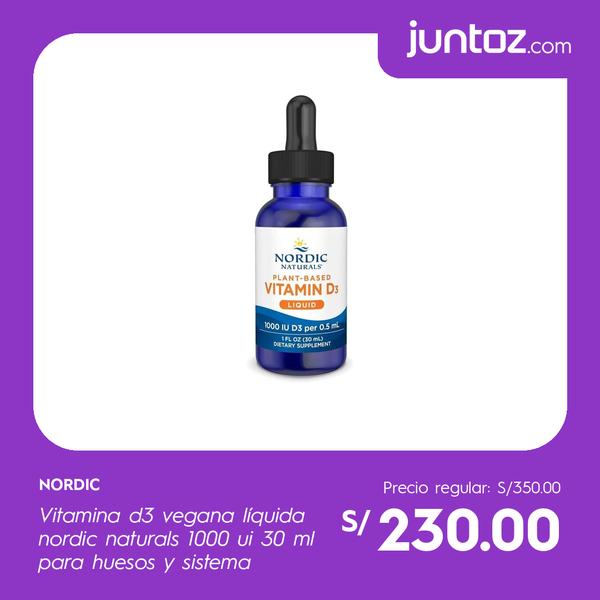 juntoz.com
NORDIC
NATURALS®
PLANT-BASED
VITAMIN D3
LIQUID
1000 IU D3 per 0.5 mL
1 FL OZ (30 mL)
DIETARY SUPPLEMENT
NORDIC
Vitamina d3 vegana líquida
nordic naturals 1000 ui 30 ml
para huesos y sistema
Precio regular: S/350.00
S/ 230.00